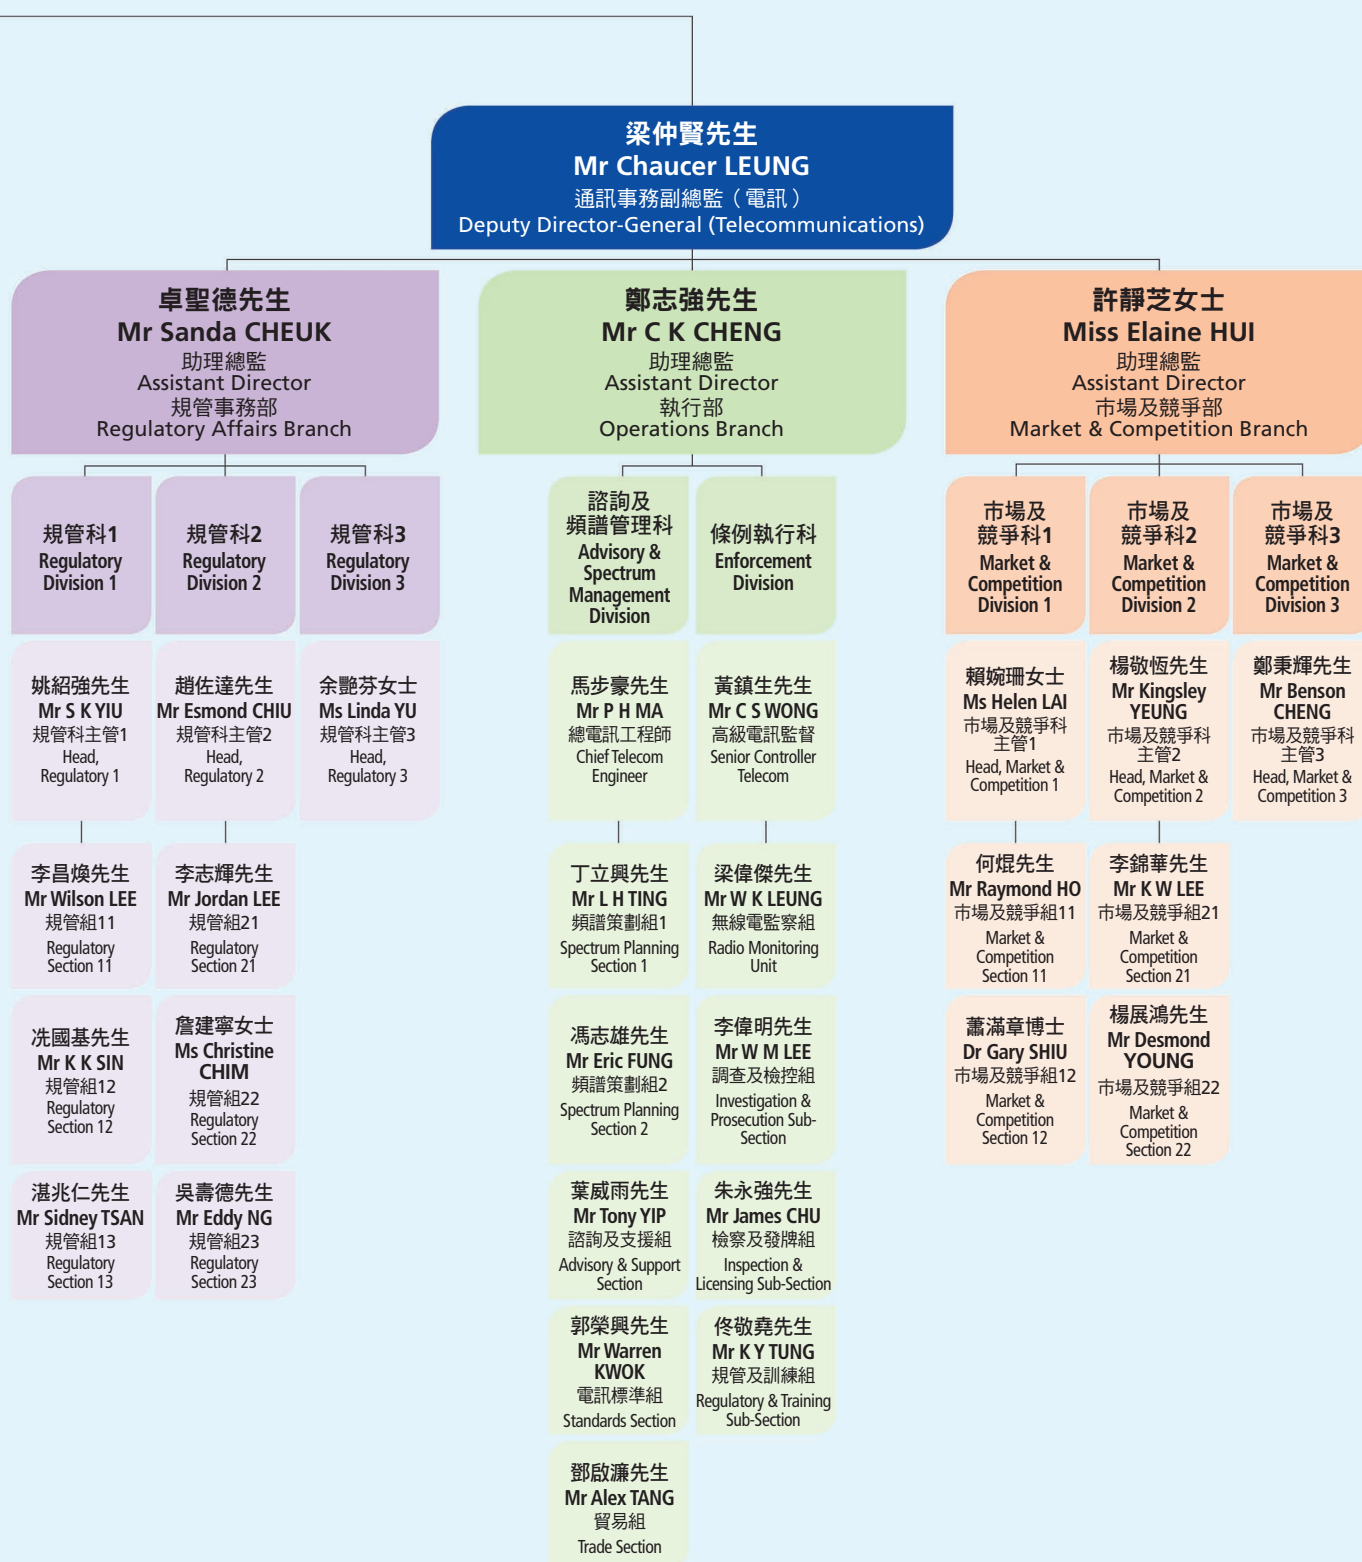 梁仲賢先生
Mr Chaucer LEUNG
通訊事務副總監（電訊）
Deputy Director-General (Telecommunications)
卓聖德先生
Mr Sanda CHEUK
助理總監
Assistant Director
規管事務部
Regulatory Affairs Branch
鄭志強先生
Mr C K CHENG
助理總監
Assistant Director
執行部
Operations Branch
許靜芝女士
Miss Elaine HUI
助理總監
Assistant Director
市場及競爭部
Market & Competition Branch
規管科1
Regulatory
Division 1
規管科2
Regulatory
Division 2
規管科3
Regulatory
Division 3
諮詢及
頻譜管理科
Advisory &
Spectrum
Management
Division
條例執行科
Enforcement
Division
市場及
競爭科1
Market &
Competition
Division 1
市場及
競爭科2
Market &
Competition
Division 2
市場及
競爭科3
Market &
Competition
Division 3
姚紹強先生
Mr S K YIU
規管科主管1
Head,
Regulatory 1
趙佐達先生
Mr Esmond CHIU
規管科主管2
Head,
Regulatory 2
余艷芬女士
Ms Linda YU
規管科主管3
Head,
Regulatory 3
馬步豪先生
Mr P H MA
總電訊工程師
Chief Telecom
Engineer
黃鎮生先生
Mr C S WONG
高級電訊監督
Senior Controller
Telecom
賴婉珊女士
Ms Helen LAI
市場及競爭科
主管1
Head, Market &
Competition 1
楊敬恆先生
Mr Kingsley
YEUNG
市場及競爭科
主管2
Head, Market &
Competition 2
鄭秉輝先生
Mr Benson
CHENG
市場及競爭科
主管3
Head, Market &
Competition 3
李昌煥先生
Mr Wilson LEE
規管組11
Regulatory
Section 11
李志輝先生
Mr Jordan LEE
規管組21
Regulatory
Section 21
丁立興先生
Mr L H TING
頻譜策劃組1
Spectrum Planning
Section 1
梁偉傑先生
Mr W K LEUNG
無線電監察組
Radio Monitoring
Unit
何焜先生
Mr Raymond HO
市場及競爭組11
Market &
Competition
Section 11
李錦華先生
Mr K W LEE
市場及競爭組21
Market &
Competition
Section 21
冼國基先生
Mr K K SIN
規管組12
Regulatory
Section 12
詹建寧女士
Ms Christine
CHIM
規管組22
Regulatory
Section 22
馮志雄先生
Mr Eric FUNG
頻譜策劃組2
Spectrum Planning
Section 2
李偉明先生
Mr W M LEE
調查及檢控組
Investigation &
Prosecution Sub-
Section
蕭滿章博士
Dr Gary SHIU
市場及競爭組12
Market &
Competition
Section 12
楊展鴻先生
Mr Desmond
YOUNG
市場及競爭組22
Market &
Competition
Section 22
湛兆仁先生
Mr Sidney TSAN
規管組13
Regulatory
Section 13
吳壽德先生
Mr Eddy NG
規管組23
Regulatory
Section 23
葉威雨先生
Mr Tony YIP
諮詢及支援組
Advisory & Support
Section
朱永強先生
Mr James CHU
檢察及發牌組
Inspection &
Licensing Sub-Section
郭榮興先生
Mr Warren
KWOK
電訊標準組
Standards Section
佟敬堯先生
Mr K Y TUNG
規管及訓練組
Regulatory & Training
Sub-Section
鄧啟濂先生
Mr Alex TANG
貿易組
Trade Section